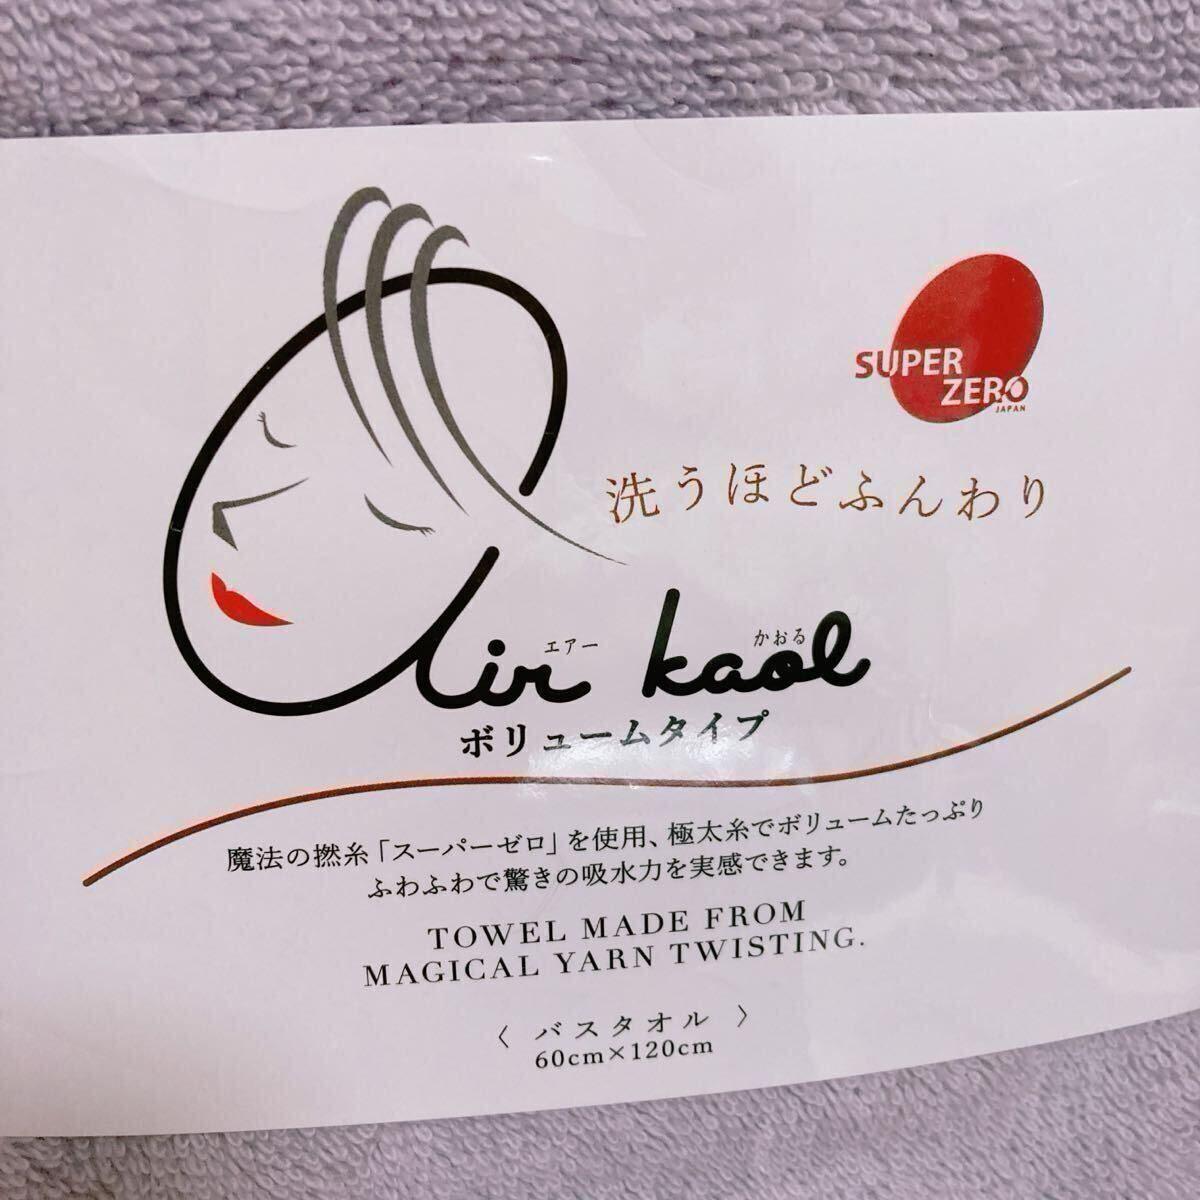 SUPER
ZERO
JAPAN
洗うほどふんわり
エアー かおる
air kaol
ボリュームタイプ
魔法の撚糸「スーパーゼロ」を使用、極太糸でボリュームたっぷり
ふわふわで驚きの吸水力を実感できます。
TOWEL MADE FROM
MAGICAL YARN TWISTING.
〈 バスタオル 〉
60cm×120cm